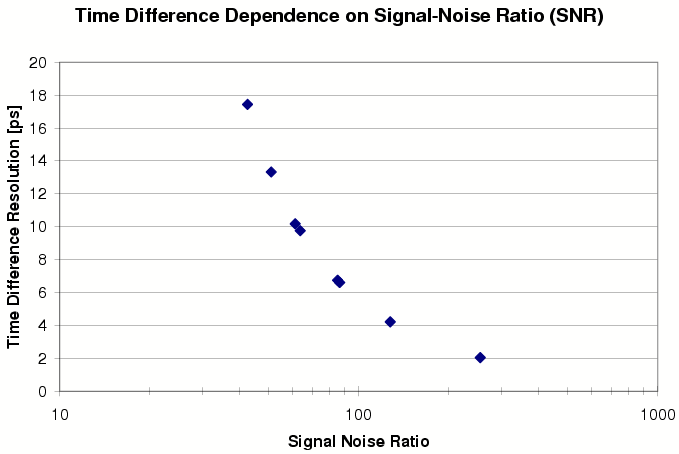 Time Difference Dependence on Signal-Noise Ratio (SNR)
Time Difference Resolution [ps]
20
18
16
14
12
10
8
6
4
2
0
10 100 1000
Signal Noise Ratio